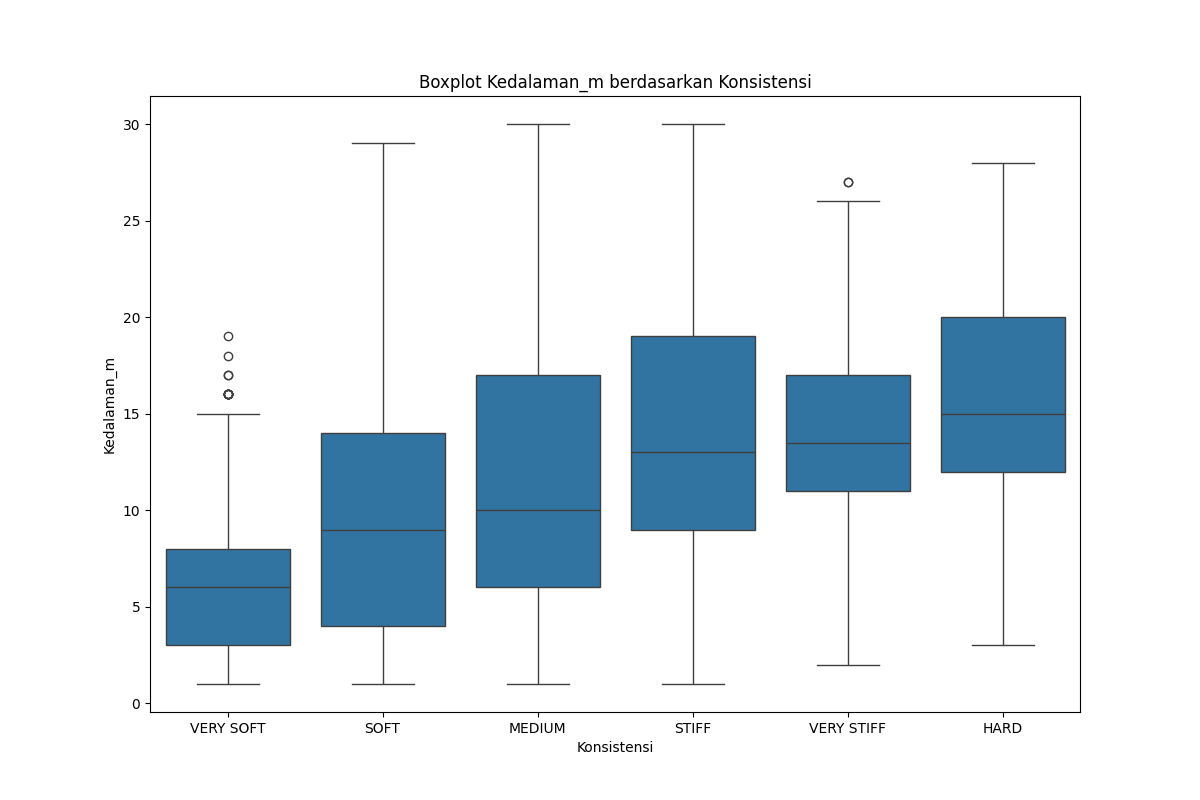 Boxplot Kedalaman_m berdasarkan Konsistensi
30
25
20
15
10
5
0
Kedalaman_m
VERY SOFT SOFT MEDIUM STIFF VERY STIFF HARD
Konsistensi